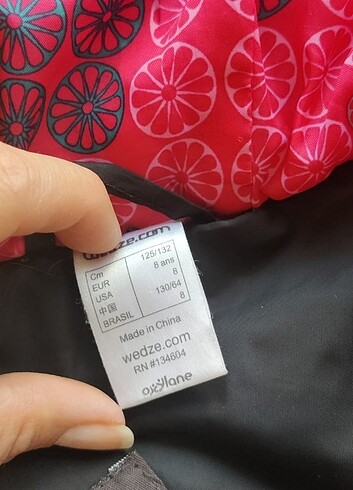 wedze.com
Cm 125/132
EUR 8 ans
USA 8
中国 130/64
BRASIL 8
Made in China
wedze.com
RN #134604
oxylane